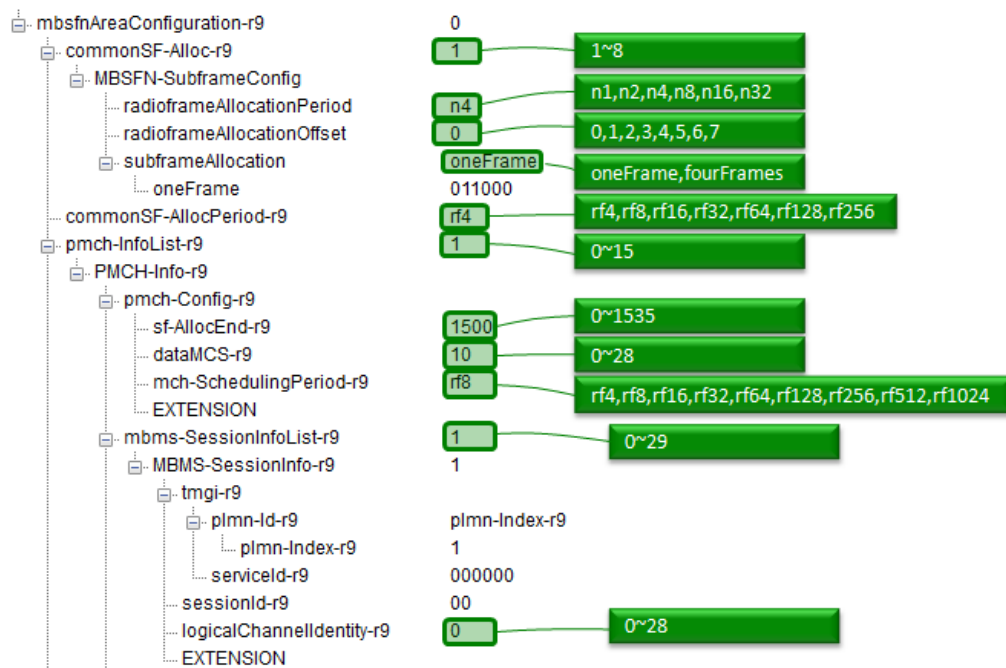 mbsfnAreaConfiguration-r9 0
commonSF-Alloc-r9 1 1~8
MBSFN-SubframeConfig
radioframeAllocationPeriod n4 n1,n2,n4,n8,n16,n32
radioframeAllocationOffset 0 0,1,2,3,4,5,6,7
subframeAllocation oneFrame oneFrame,fourFrames
oneFrame 011000
commonSF-AllocPeriod-r9 rf4 rf4,rf8,rf16,rf32,rf64,rf128,rf256
pmch-InfoList-r9 1 0~15
PMCH-Info-r9
pmch-Config-r9
sf-AllocEnd-r9 1500 0~1535
dataMCS-r9 10 0~28
mch-SchedulingPeriod-r9 rf8 rf4,rf8,rf16,rf32,rf64,rf128,rf256,rf512,rf1024
EXTENSION
mbms-SessionInfoList-r9 1 0~29
MBMS-SessionInfo-r9 1
tmgi-r9
plmn-Id-r9 plmn-Index-r9
plmn-Index-r9 1
serviceId-r9 000000
sessionId-r9 00
logicalChannelIdentity-r9 0 0~28
EXTENSION